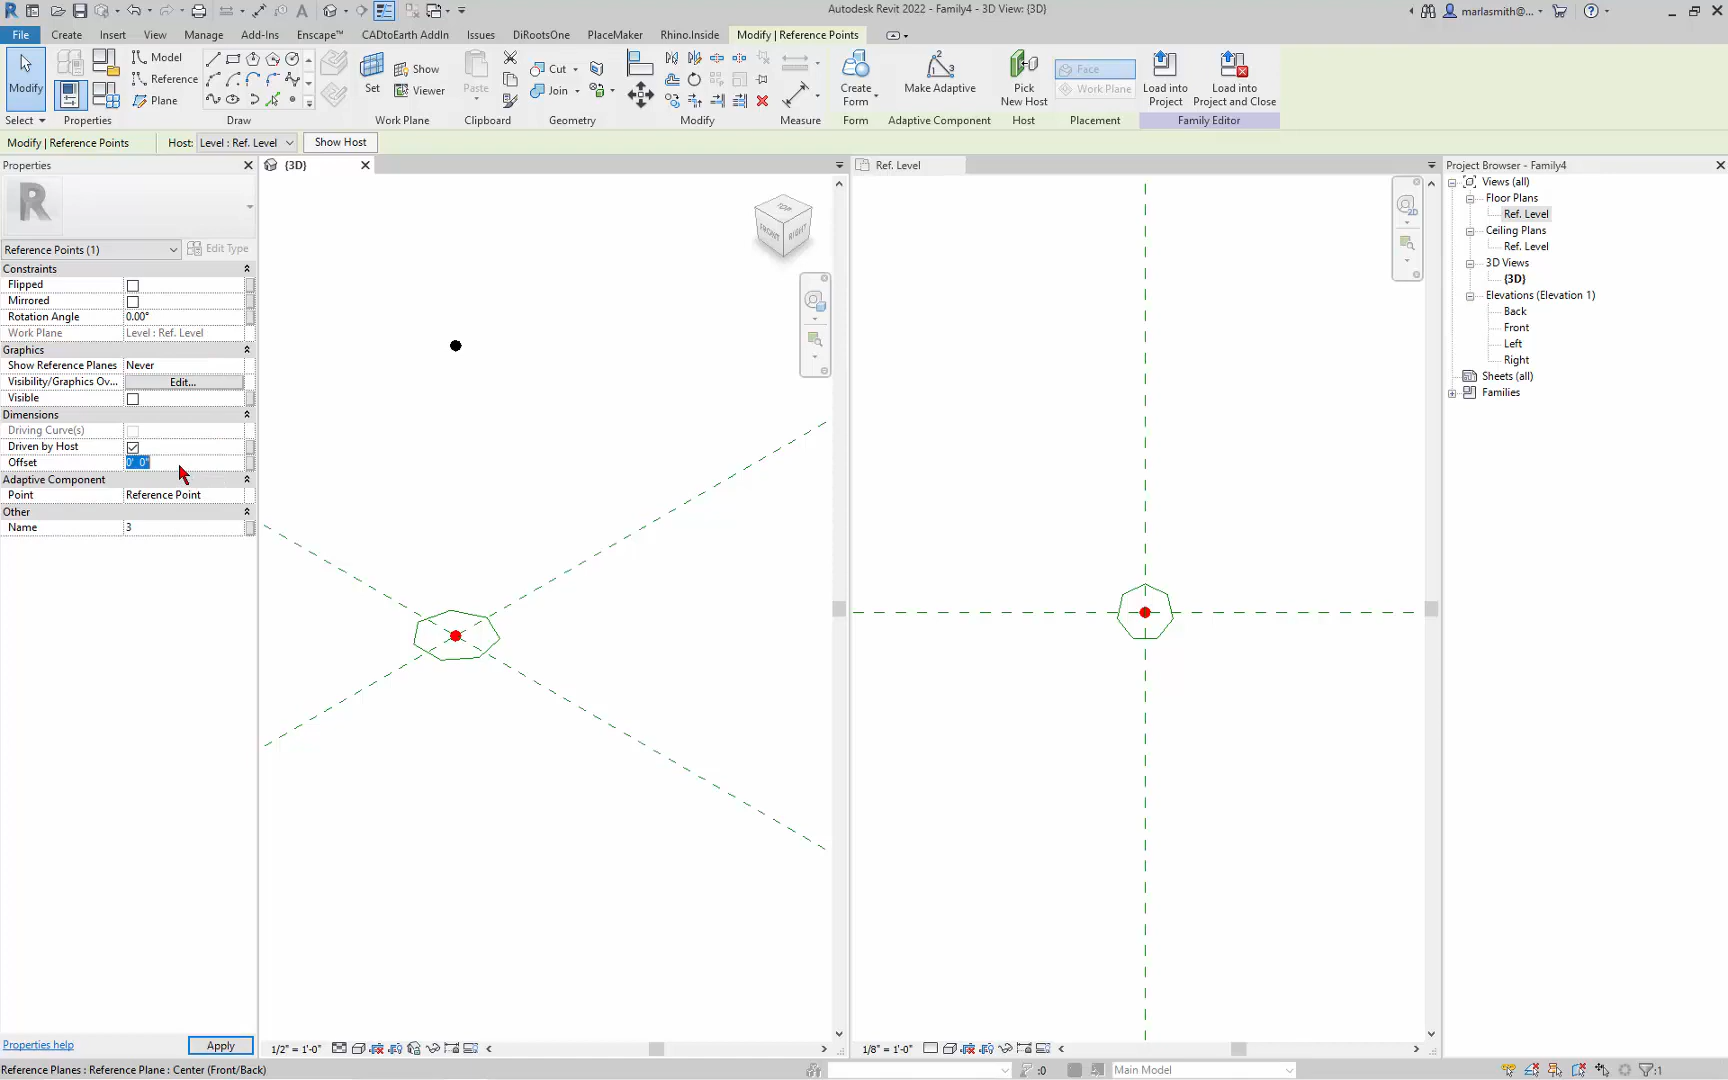 Autodesk Revit 2022 - Family4 - 3D View: {3D}
marlasmith@...
File Create Insert Annotate View Manage Add-Ins Enscape™ CADtoEarth AddIn Issues DiRootsOne PlaceMaker Rhino.Inside Modify | Reference Points
Modify
Model
Reference
Plane
Set
Show
Viewer
Paste
Cut
Join
Create Form
Make Adaptive
Pick New Host
Face
Work Plane
Load into Project
Load into Project and Close
Select Properties Draw Work Plane Clipboard Geometry Modify Measure Form Adaptive Component Host Placement Family Editor
Modify | Reference Points Host: Level : Ref. Level Show Host
Properties
{3D}
Ref. Level
Project Browser - Family4
R
Reference Points (1) Edit Type
Constraints
Flipped
Mirrored
Rotation Angle 0.00°
Work Plane Level : Ref. Level
Graphics
Show Reference Planes Never
Visibility/Graphics Ov... Edit...
Visible
Dimensions
Driving Curve(s)
Driven by Host
Offset 0' 0"
Adaptive Component
Point Reference Point
Other
Name 3
TOP
FRONT
RIGHT
2D
Views (all)
Floor Plans
Ref. Level
Ceiling Plans
Ref. Level
3D Views
{3D}
Elevations (Elevation 1)
Back
Front
Left
Right
Sheets (all)
Families
Properties help Apply
1/2" = 1'-0"
1/8" = 1'-0"
Reference Planes : Reference Plane : Center (Front/Back)
:0
Main Model
:1